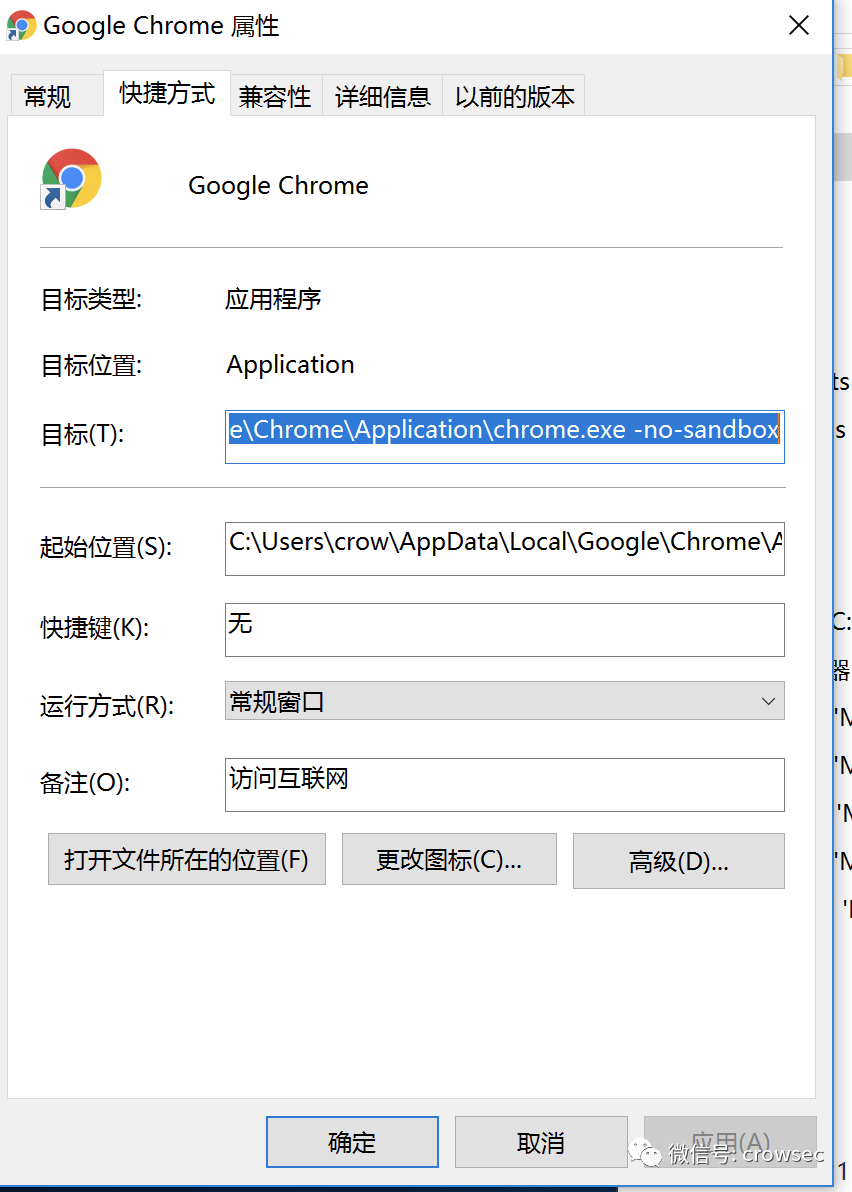 Google Chrome 属性
常规 快捷方式 兼容性 详细信息 以前的版本
Google Chrome
目标类型: 应用程序
目标位置: Application
目标(T): e\Chrome\Application\chrome.exe -no-sandbox
起始位置(S): C:\Users\crow\AppData\Local\Google\Chrome\A
快捷键(K): 无
运行方式(R): 常规窗口
备注(O): 访问互联网
打开文件所在的位置(F) 更改图标(C)... 高级(D)...
确定 取消 应用(A)
微信号: crowsec
ts
s
C:
器
'M
'M
'M
'M
1